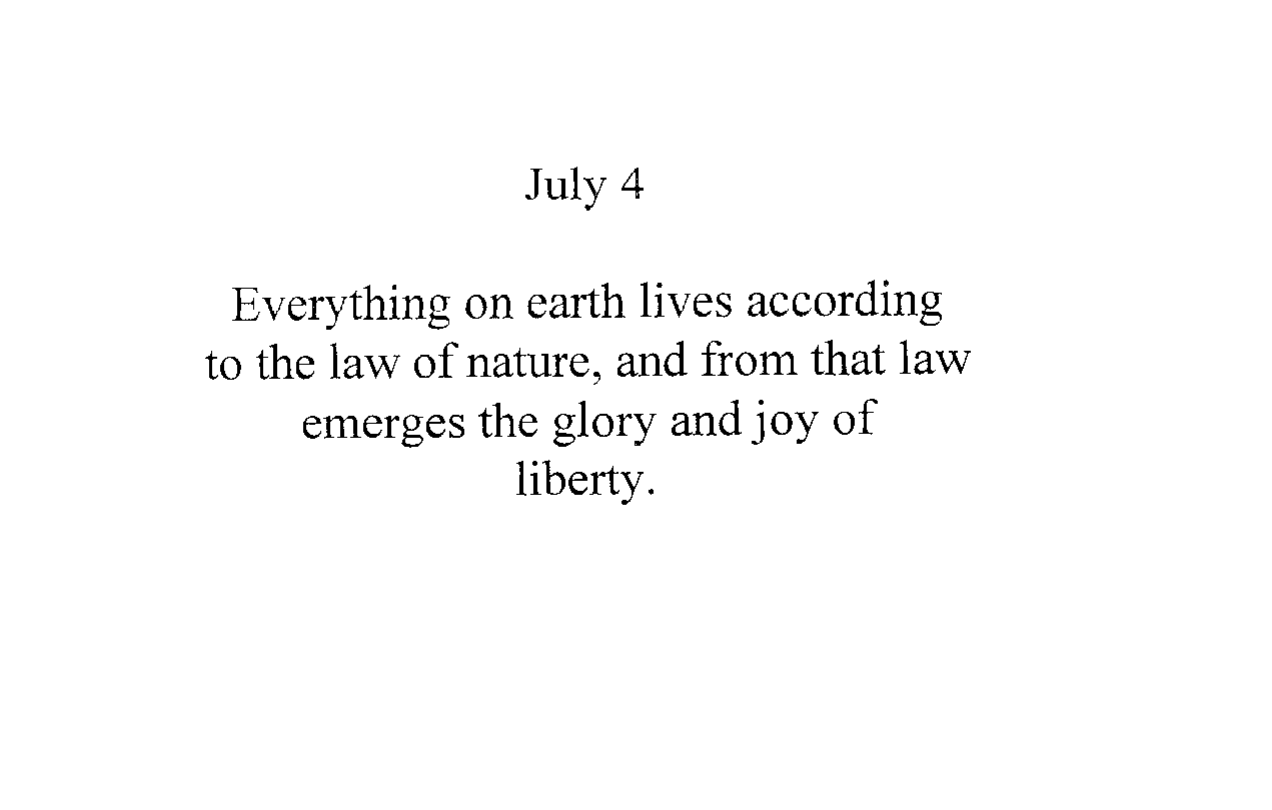 July 4
Everything on earth lives according
to the law of nature, and from that law
emerges the glory and joy of
liberty.